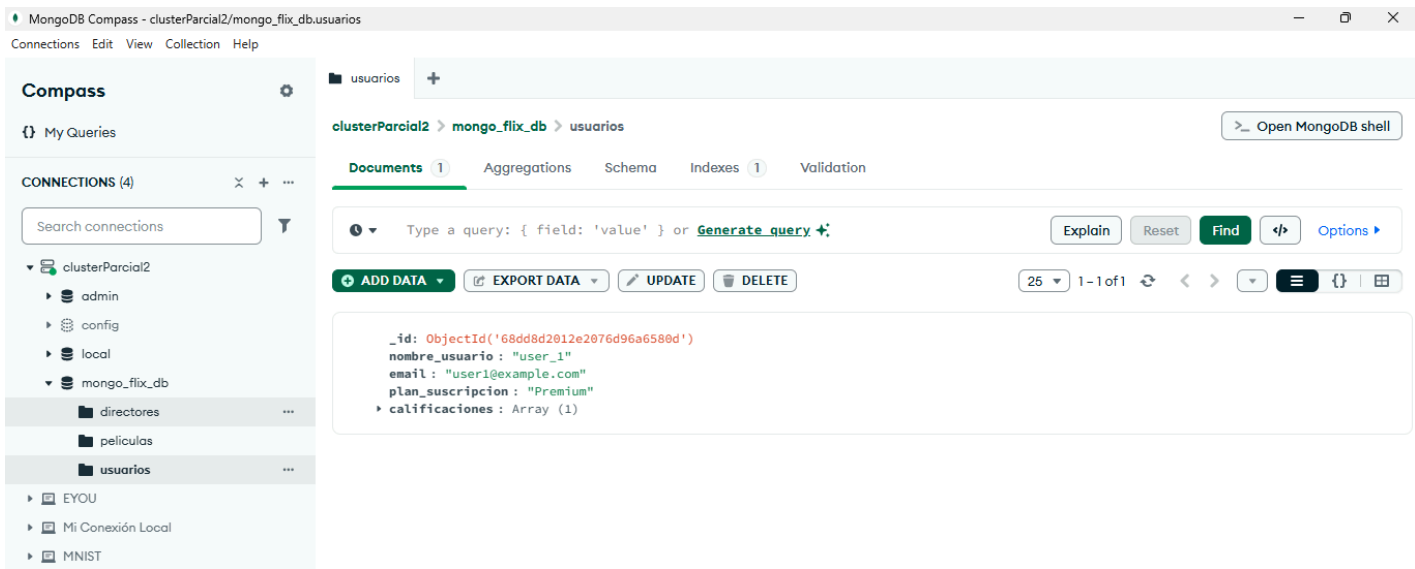 MongoDB Compass - clusterParcial2/mongo_flix_db.usuarios
Connections Edit View Collection Help
Compass
{} My Queries
CONNECTIONS (4)
Search connections
clusterParcial2
admin
config
local
mongo_flix_db
directores
peliculas
usuarios
EYOU
Mi Conexión Local
MNIST
usuarios
clusterParcial2 > mongo_flix_db > usuarios
>_ Open MongoDB shell
Documents 1 Aggregations Schema Indexes 1 Validation
Type a query: { field: 'value' } or Generate query
Explain Reset Find </> Options
ADD DATA EXPORT DATA UPDATE DELETE
25 1 – 1 of 1 {}
_id: ObjectId('68dd8d2012e2076d96a6580d')
nombre_usuario : "user_1"
email : "user1@example.com"
plan_suscripcion : "Premium"
calificaciones : Array (1)